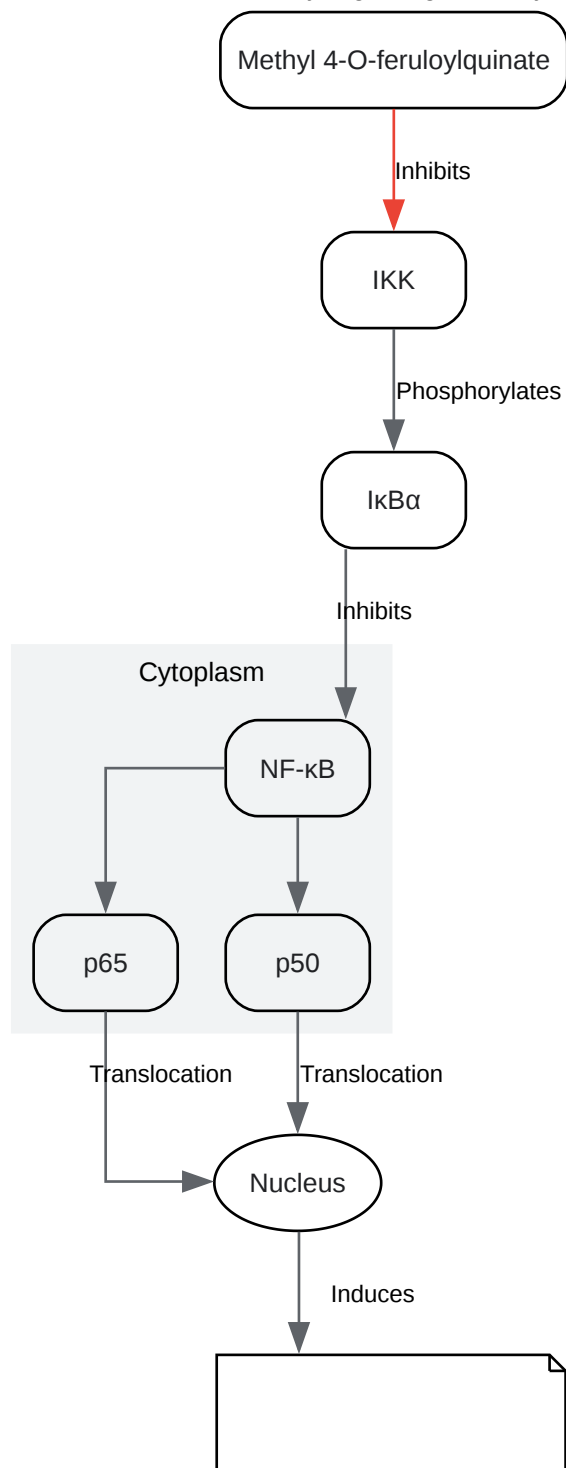 Methyl 4-O-feruloylquinate
Inhibits
IKK
Phosphorylates
IκBα
Inhibits
Cytoplasm
NF-κB
p65
p50
Translocation
Translocation
Nucleus
Induces